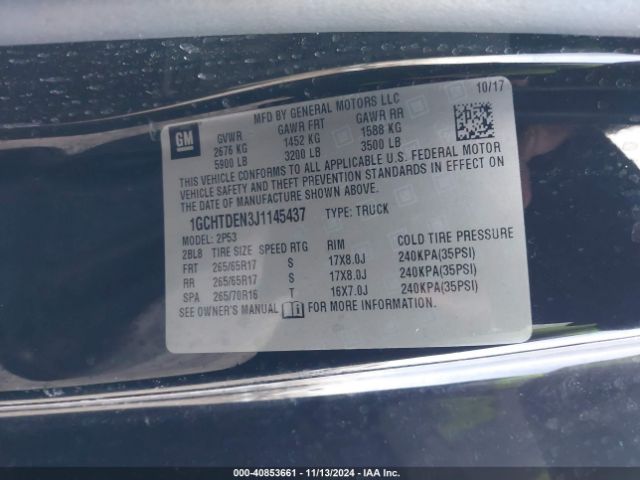 10/17
MFD BY GENERAL MOTORS LLC
GM
GVWR GAWR FRT GAWR RR
2676 KG 1452 KG 1588 KG
5900 LB 3200 LB 3500 LB
THIS VEHICLE CONFORMS TO ALL APPLICABLE U.S. FEDERAL MOTOR
VEHICLE SAFETY AND THEFT PREVENTION STANDARDS IN EFFECT ON
THE DATE OF MANUFACTURE SHOWN ABOVE.
1GCHTDEN3J1145437 TYPE: TRUCK
MODEL: 2P53
2BL8 TIRE SIZE SPEED RTG RIM COLD TIRE PRESSURE
FRT 265/65R17 S 17X8.0J 240KPA(35PSI)
RR 265/65R17 S 17X8.0J 240KPA(35PSI)
SPA 265/70R16 T 16X7.0J 240KPA(35PSI)
SEE OWNER'S MANUAL FOR MORE INFORMATION.
000-40853661 - 11/13/2024 - IAA Inc.